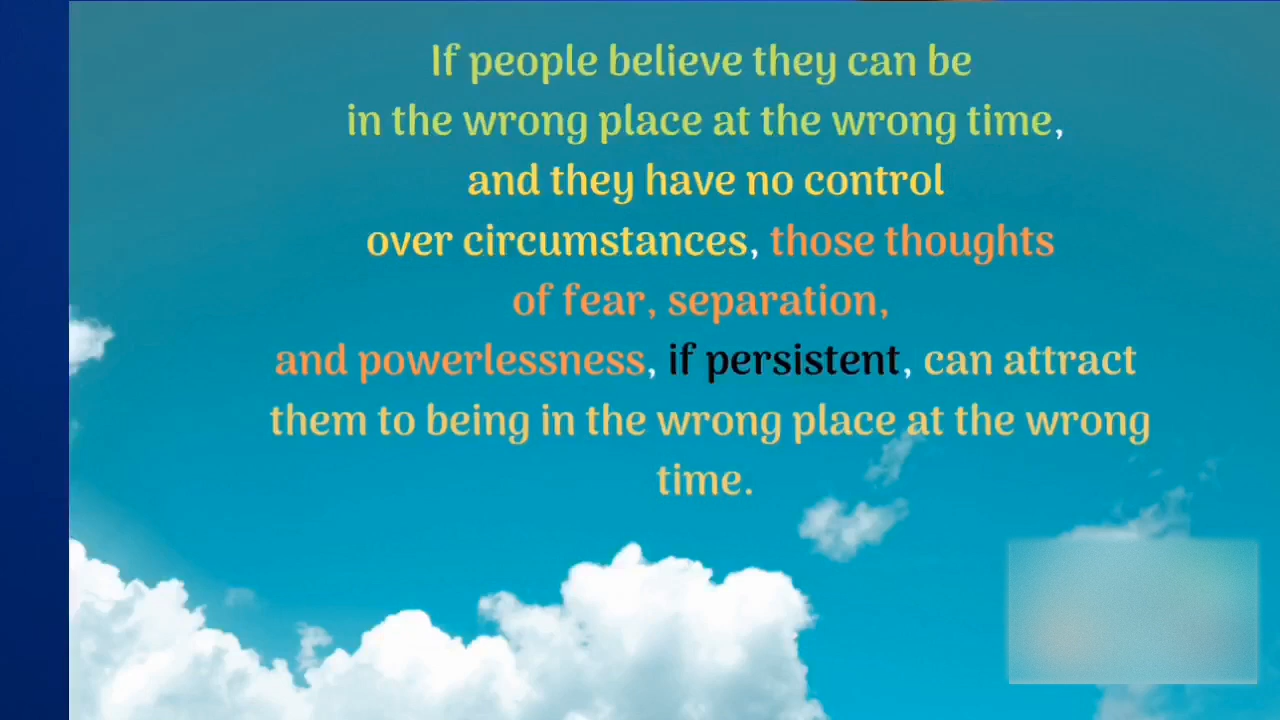 If people believe they can be
in the wrong place at the wrong time,
and they have no control
over circumstances, those thoughts
of fear, separation,
and powerlessness, if persistent, can attract
them to being in the wrong place at the wrong
time.